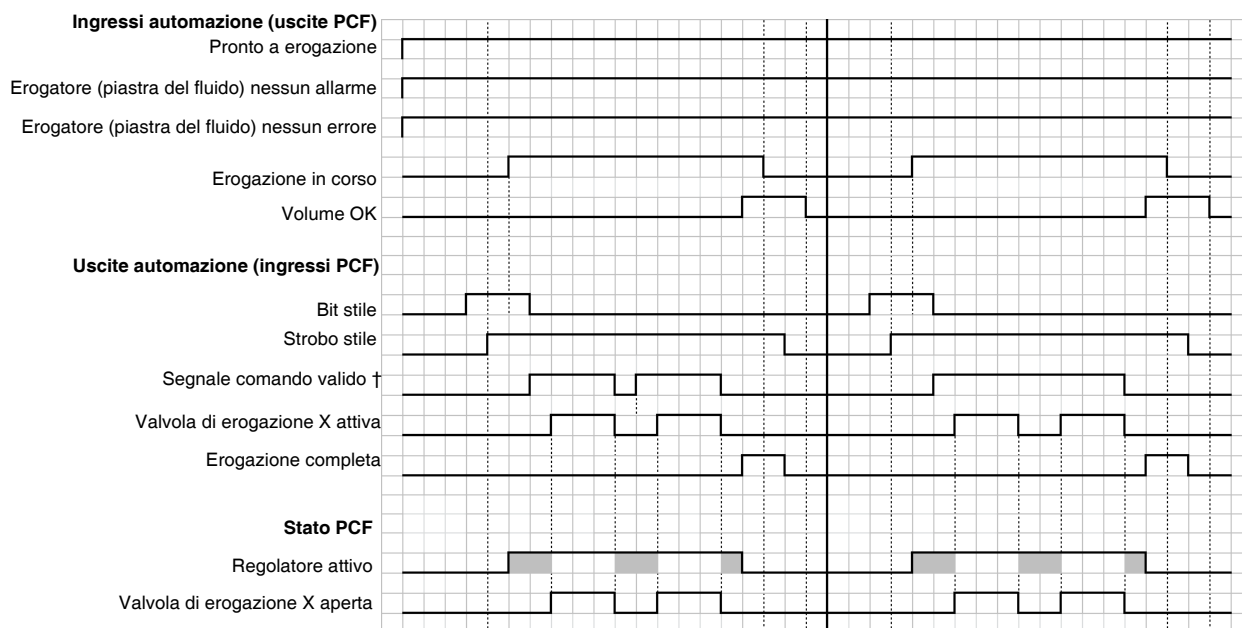 Ingressi automazione (uscite PCF)
Pronto a erogazione
Erogatore (piastra del fluido) nessun allarme
Erogatore (piastra del fluido) nessun errore
Erogazione in corso
Volume OK
Uscite automazione (ingressi PCF)
Bit stile
Strobo stile
Segnale comando valido †
Valvola di erogazione X attiva
Erogazione completa
Stato PCF
Regolatore attivo
Valvola di erogazione X aperta